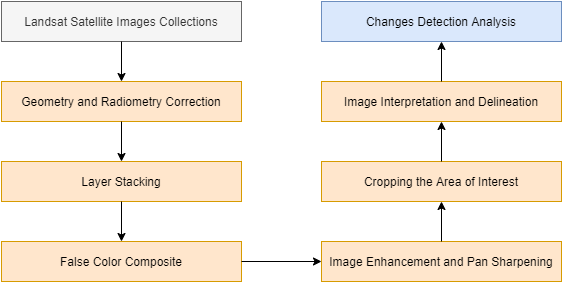 Landsat Satellite Images Collections
Geometry and Radiometry Correction
Layer Stacking
False Color Composite
Image Enhancement and Pan Sharpening
Cropping the Area of Interest
Image Interpretation and Delineation
Changes Detection Analysis